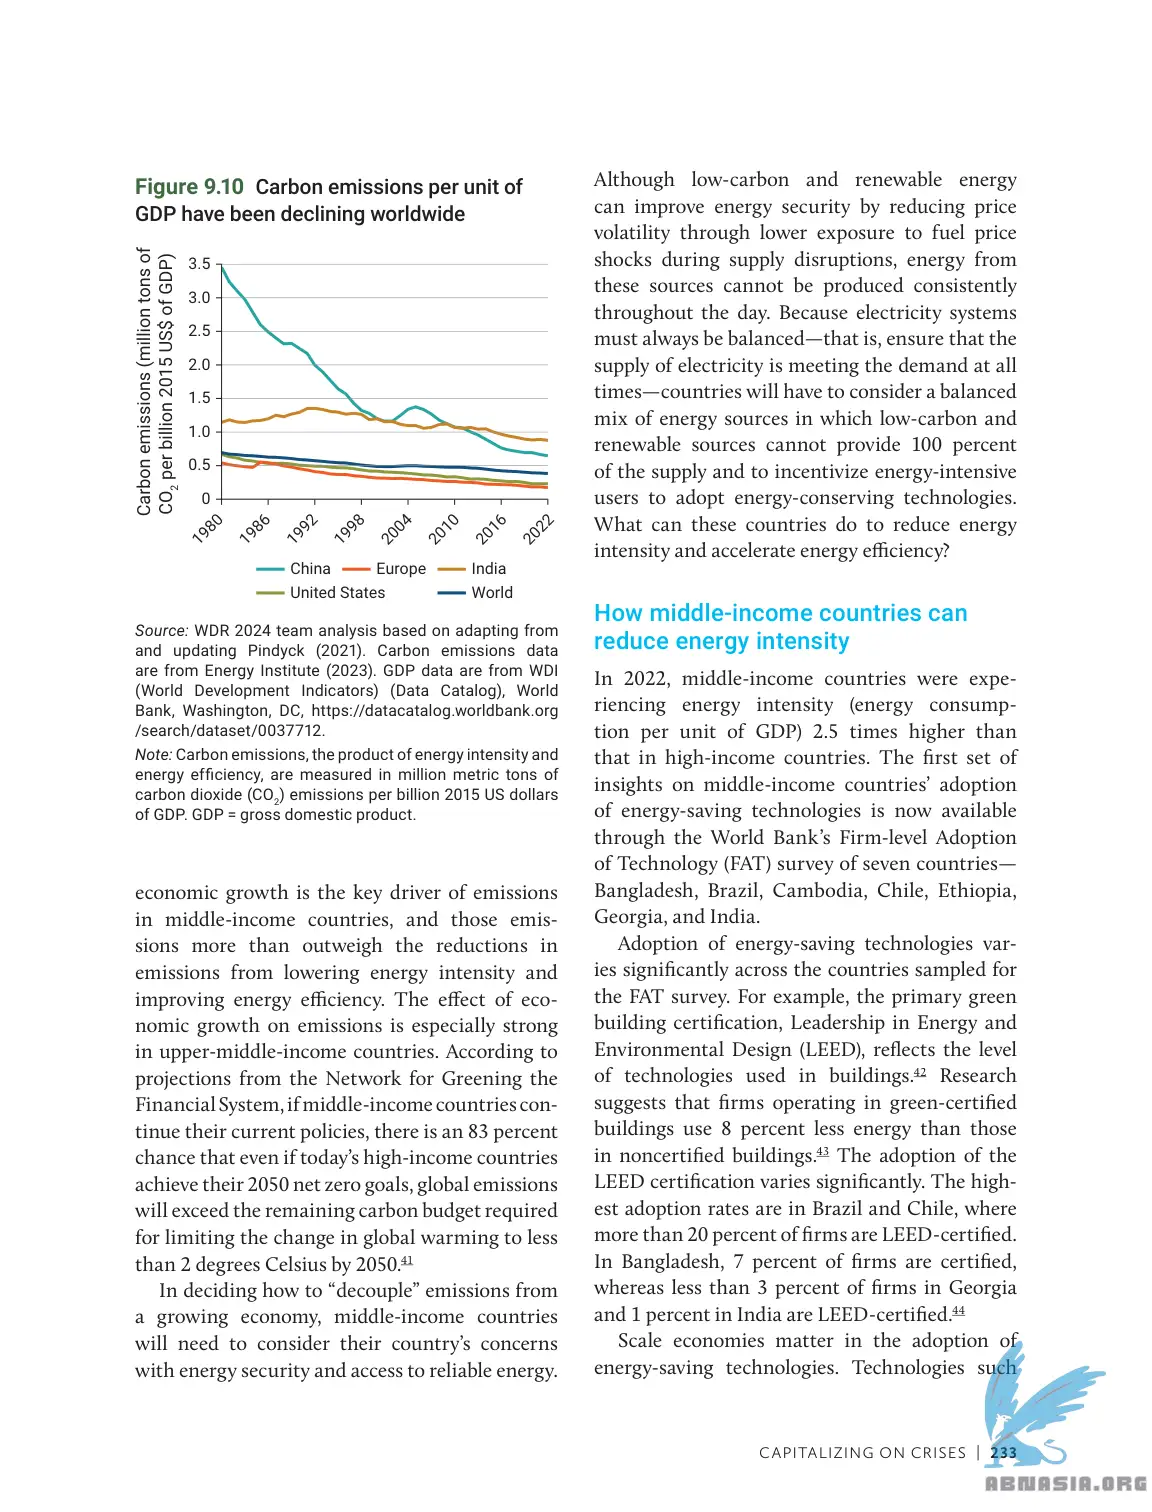 Figure 9.10 Carbon emissions per unit of
GDP have been declining worldwide
Carbon emissions (million tons of
CO2 per billion 2015 US$ of GDP)
3.5
3.0
2.5
2.0
1.5
1.0
0.5
0
1980
1986
1992
1998
2004
2010
2016
2022
China Europe India
United States World
Source: WDR 2024 team analysis based on adapting from
and updating Pindyck (2021). Carbon emissions data
are from Energy Institute (2023). GDP data are from WDI
(World Development Indicators) (Data Catalog), World
Bank, Washington, DC, https://datacatalog.worldbank.org
/search/dataset/0037712.
Note: Carbon emissions, the product of energy intensity and
energy efficiency, are measured in million metric tons of
carbon dioxide (CO2) emissions per billion 2015 US dollars
of GDP. GDP = gross domestic product.
economic growth is the key driver of emissions
in middle-income countries, and those emis-
sions more than outweigh the reductions in
emissions from lowering energy intensity and
improving energy efficiency. The effect of eco-
nomic growth on emissions is especially strong
in upper-middle-income countries. According to
projections from the Network for Greening the
Financial System, if middle-income countries con-
tinue their current policies, there is an 83 percent
chance that even if today's high-income countries
achieve their 2050 net zero goals, global emissions
will exceed the remaining carbon budget required
for limiting the change in global warming to less
than 2 degrees Celsius by 2050.41
In deciding how to “decouple” emissions from
a growing economy, middle-income countries
will need to consider their country's concerns
with energy security and access to reliable energy.
Although low-carbon and renewable energy
can improve energy security by reducing price
volatility through lower exposure to fuel price
shocks during supply disruptions, energy from
these sources cannot be produced consistently
throughout the day. Because electricity systems
must always be balanced—that is, ensure that the
supply of electricity is meeting the demand at all
times—countries will have to consider a balanced
mix of energy sources in which low-carbon and
renewable sources cannot provide 100 percent
of the supply and to incentivize energy-intensive
users to adopt energy-conserving technologies.
What can these countries do to reduce energy
intensity and accelerate energy efficiency?
How middle-income countries can
reduce energy intensity
In 2022, middle-income countries were expe-
riencing energy intensity (energy consump-
tion per unit of GDP) 2.5 times higher than
that in high-income countries. The first set of
insights on middle-income countries' adoption
of energy-saving technologies is now available
through the World Bank's Firm-level Adoption
of Technology (FAT) survey of seven countries—
Bangladesh, Brazil, Cambodia, Chile, Ethiopia,
Georgia, and India.
Adoption of energy-saving technologies var-
ies significantly across the countries sampled for
the FAT survey. For example, the primary green
building certification, Leadership in Energy and
Environmental Design (LEED), reflects the level
of technologies used in buildings.42 Research
suggests that firms operating in green-certified
buildings use 8 percent less energy than those
in noncertified buildings.43 The adoption of the
LEED certification varies significantly. The high-
est adoption rates are in Brazil and Chile, where
more than 20 percent of firms are LEED-certified.
In Bangladesh, 7 percent of firms are certified,
whereas less than 3 percent of firms in Georgia
and 1 percent in India are LEED-certified.44
Scale economies matter in the adoption of
energy-saving technologies. Technologies such
CAPITALIZING ON CRISES | 233
ABNASIA.ORG